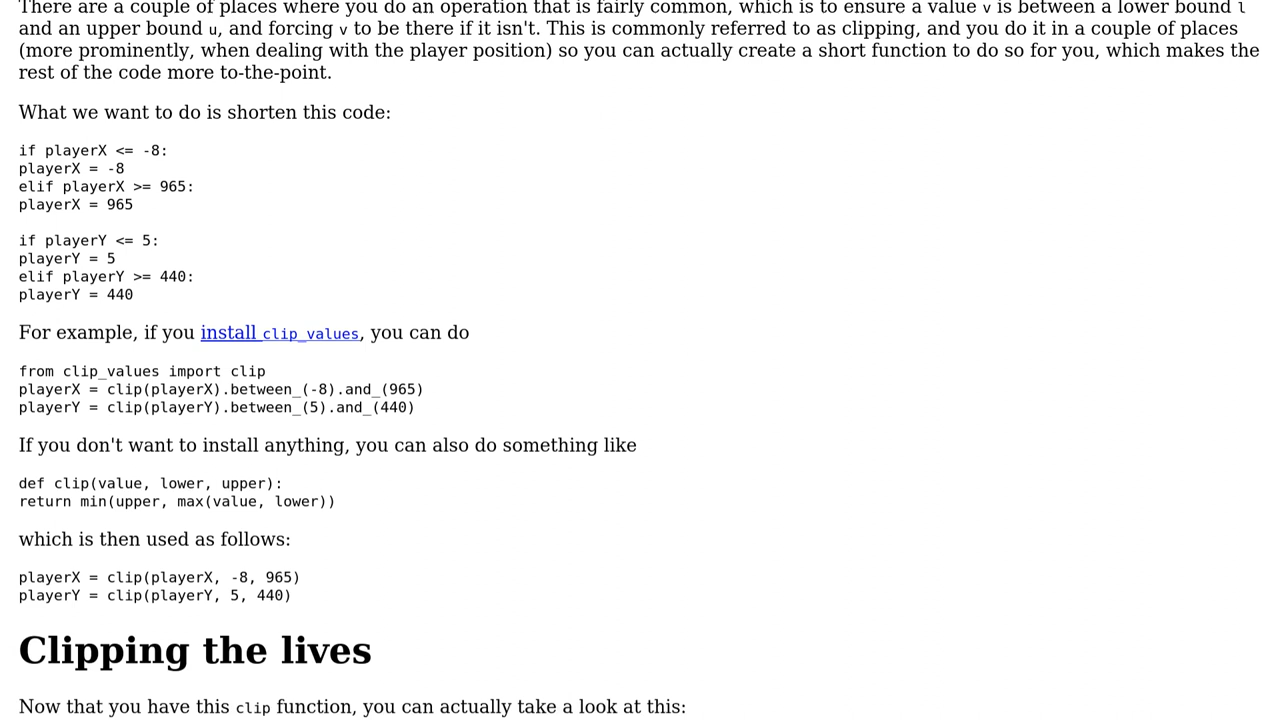 There are a couple of places where you do an operation that is fairly common, which is to ensure a value v is between a lower bound l
and an upper bound u, and forcing v to be there if it isn't. This is commonly referred to as clipping, and you do it in a couple of places
(more prominently, when dealing with the player position) so you can actually create a short function to do so for you, which makes the
rest of the code more to-the-point.
What we want to do is shorten this code:
if playerX <= -8:
playerX = -8
elif playerX >= 965:
playerX = 965
if playerY <= 5:
playerY = 5
elif playerY >= 440:
playerY = 440
For example, if you install clip_values, you can do
from clip_values import clip
playerX = clip(playerX).between_(-8).and_(965)
playerY = clip(playerY).between_(5).and_(440)
If you don't want to install anything, you can also do something like
def clip(value, lower, upper):
return min(upper, max(value, lower))
which is then used as follows:
playerX = clip(playerX, -8, 965)
playerY = clip(playerY, 5, 440)
Clipping the lives
Now that you have this clip function, you can actually take a look at this: